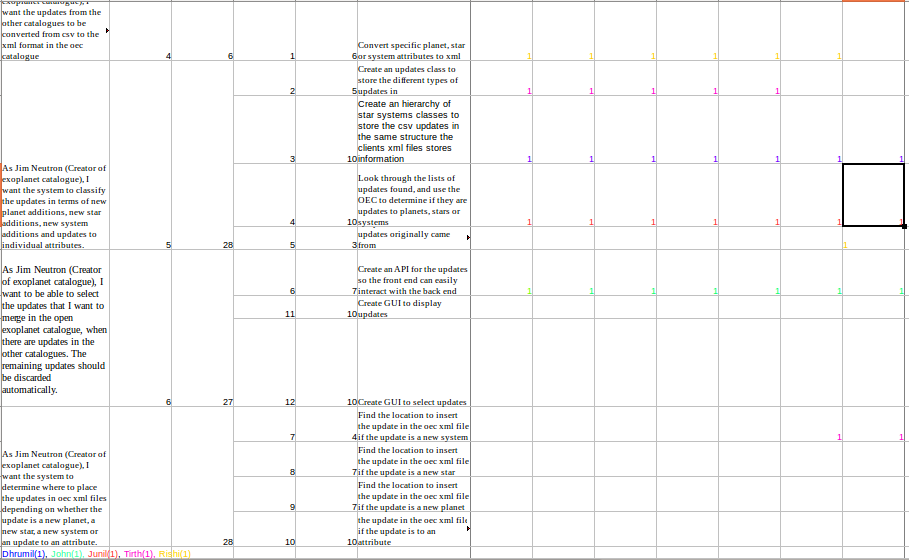 exoplanet catalogue), I
want the updates from the
other catalogues to be
converted from csv to the
xml format in the oec
catalogue
4 6 1 6
Convert specific planet, star
or system attributes to xml
1 1 1 1 1 1
2 5
Create an updates class to
store the different types of
updates in
1 1 1 1 1
3 10
Create an hierarchy of
star systems classes to
store the csv updates in
the same structure the
clients xml files stores
information
1 1 1 1 1 1 1
As Jim Neutron (Creator of
exoplanet catalogue), I
want the system to classify
the updates in terms of new
planet additions, new star
additions, new system
additions and updates to
individual attributes.
5 28
4 10
Look through the lists of
updates found, and use the
OEC to determine if they are
updates to planets, stars or
systems
1 1 1 1 1 1 1
5 3
updates originally came
from
1
As Jim Neutron (Creator
of exoplanet catalogue), I
want to be able to select
the updates that I want to
merge in the open
exoplanet catalogue, when
there are updates in the
other catalogues. The
remaining updates should
be discarded
automatically.
6 27
6 7
Create an API for the updates
so the front end can easily
interact with the back end
1 1 1 1 1 1 1
11 10
Create GUI to display
updates
12 10
Create GUI to select updates
7 4
Find the location to insert
the update in the oec xml file
if the update is a new system
1 1
As Jim Neutron (Creator of
exoplanet catalogue), I
want the system to
determine where to place
the updates in oec xml files
depending on whether the
update is a new planet, a
new star, a new system or
an update to an attribute.
28
8 7
Find the location to insert
the update in the oec xml file
if the update is a new star
9 7
Find the location to insert
the update in the oec xml file
if the update is a new planet
10 10
the update in the oec xml file
if the update is to an
attribute
Dhrumil(1), John(1), Junil(1), Tirth(1), Rishi(1)